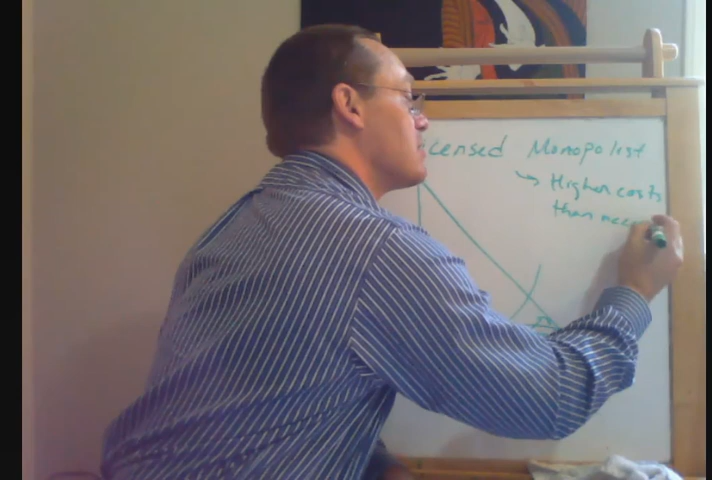 icensed Monopolist
↳ Higher costs
than nece